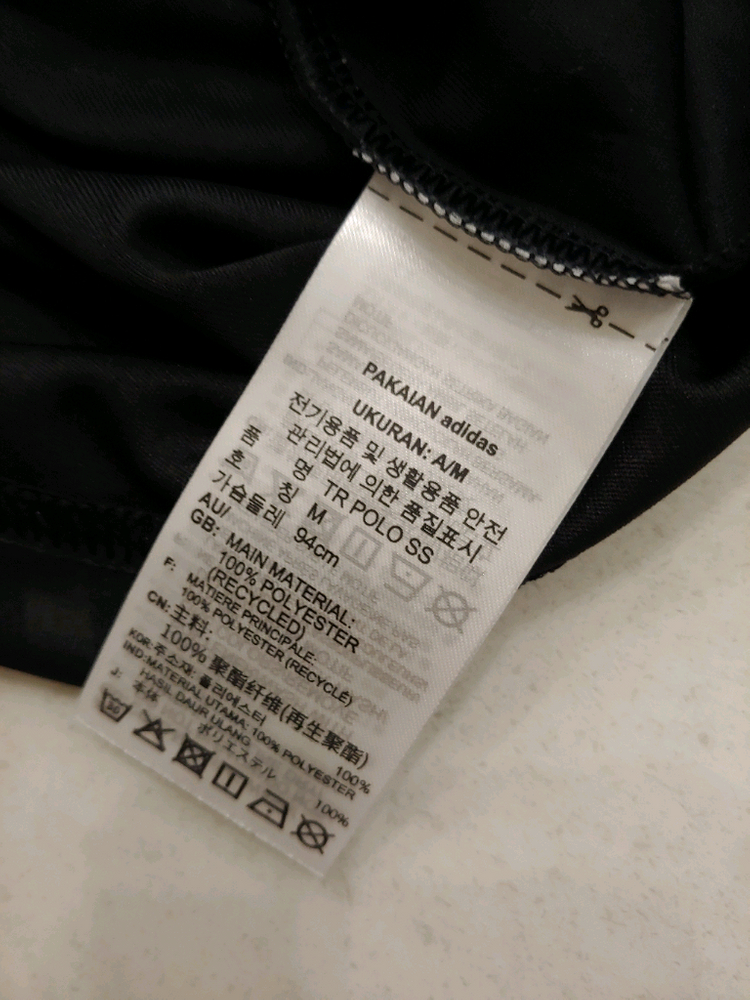 PAKAIAN adidas
UKURAN: A/M
전기용품 및 생활용품 안전
관리법에 의한 품질표시
품 명 TR POLO SS
호 칭 M
가슴둘레 94cm
AU/
GB: MAIN MATERIAL:
100% POLYESTER
(RECYCLED)
F: MATIERE PRINCIPALE:
100% POLYESTER (RECYCLÉ)
CN: 主料:
100% 聚酯纤维(再生聚酯)
KOR: 주소재: 폴리에스터 100%
IND: MATERIAL UTAMA: 100% POLYESTER
HASIL DAUR ULANG
J: 本体
ポリエステル 100%
30